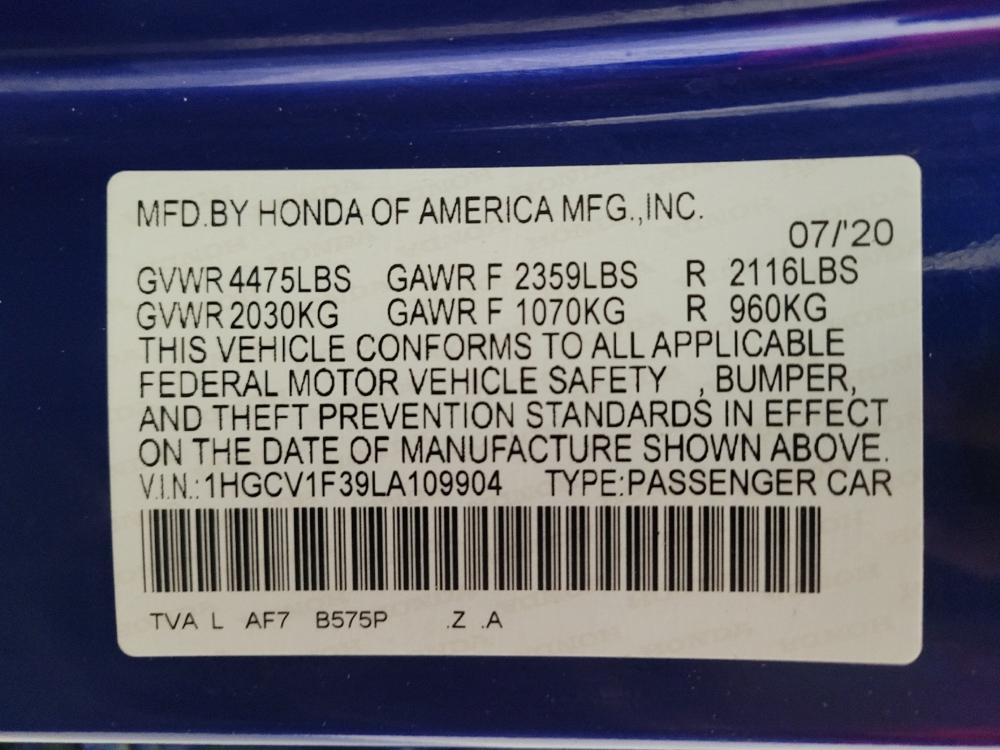 MFD.BY HONDA OF AMERICA MFG.,INC.
07/'20
GVWR 4475LBS GAWR F 2359LBS R 2116LBS
GVWR 2030KG GAWR F 1070KG R 960KG
THIS VEHICLE CONFORMS TO ALL APPLICABLE
FEDERAL MOTOR VEHICLE SAFETY , BUMPER,
AND THEFT PREVENTION STANDARDS IN EFFECT
ON THE DATE OF MANUFACTURE SHOWN ABOVE.
V.I.N.:1HGCV1F39LA109904 TYPE:PASSENGER CAR
TVA L AF7 B575P .Z .A